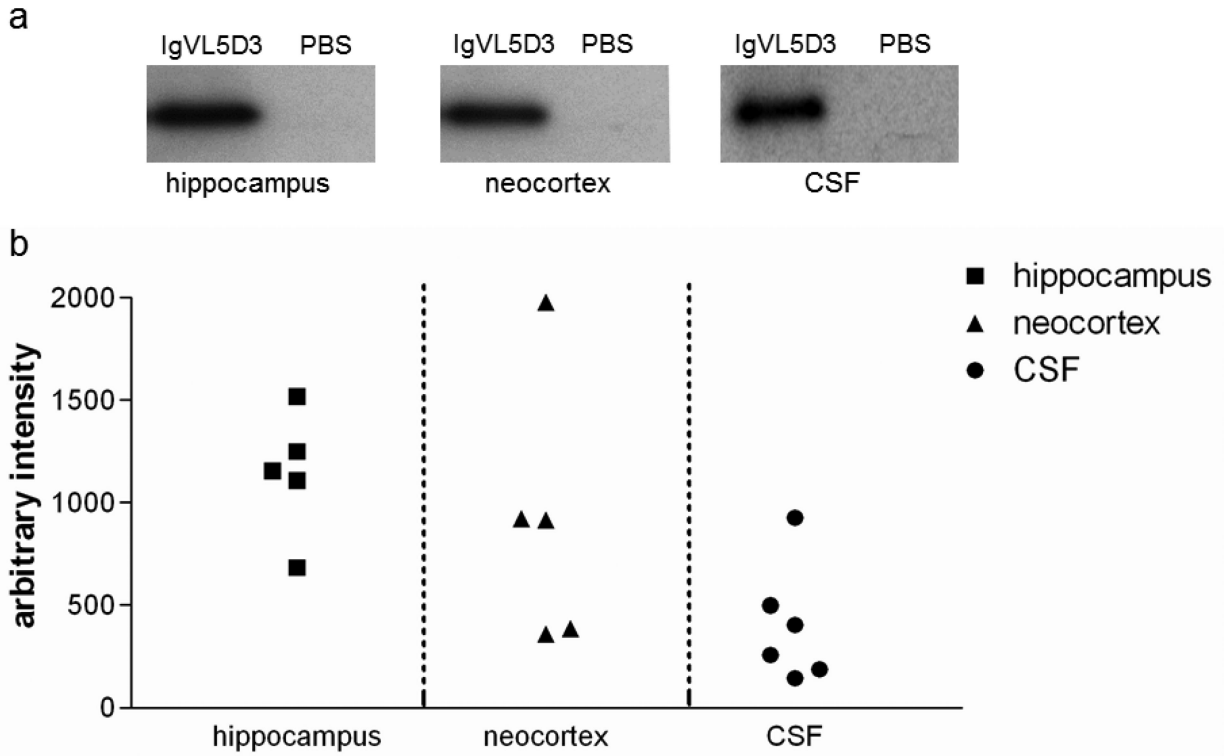 a
IgVL5D3 PBS IgVL5D3 PBS IgVL5D3 PBS
hippocampus neocortex CSF
b
hippocampus
neocortex
CSF
arbitrary intensity
2000
1500
1000
500
0
hippocampus neocortex CSF